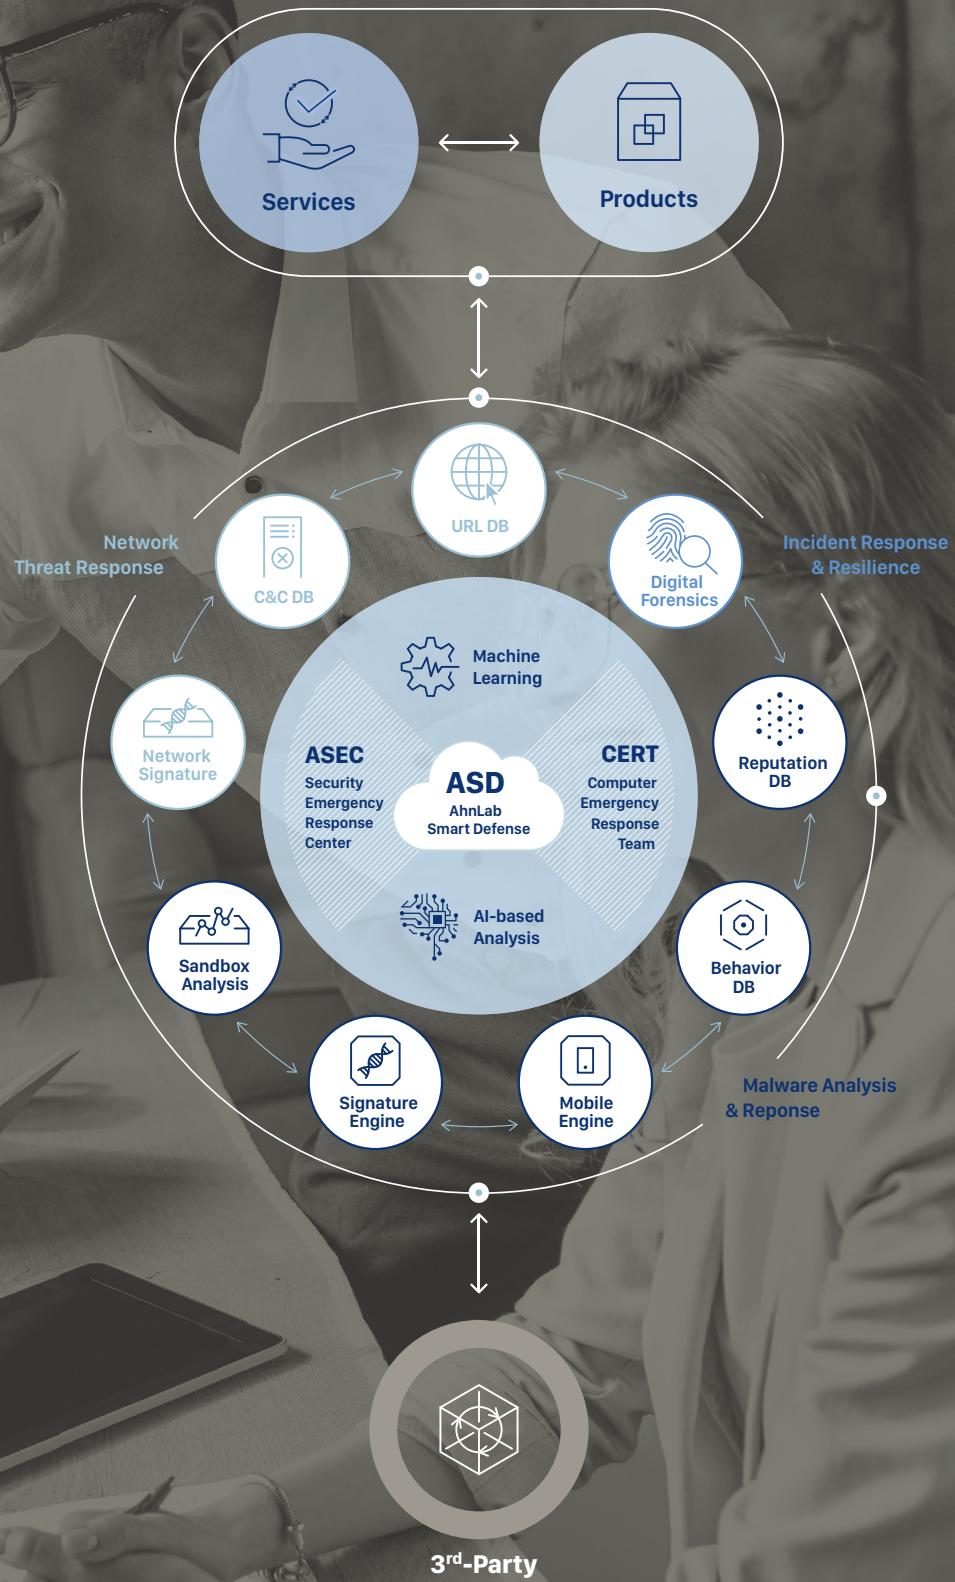 Services
Products
URL DB
Network
Threat Response
C&C DB
Digital
Forensics
Incident Response
& Resilience
Machine
Learning
Network
Signature
ASEC
Security
Emergency
Response
Center
ASD
AhnLab
Smart Defense
CERT
Computer
Emergency
Response
Team
Reputation
DB
AI-based
Analysis
Sandbox
Analysis
Behavior
DB
Signature
Engine
Mobile
Engine
Malware Analysis
& Reponse
3rd-Party